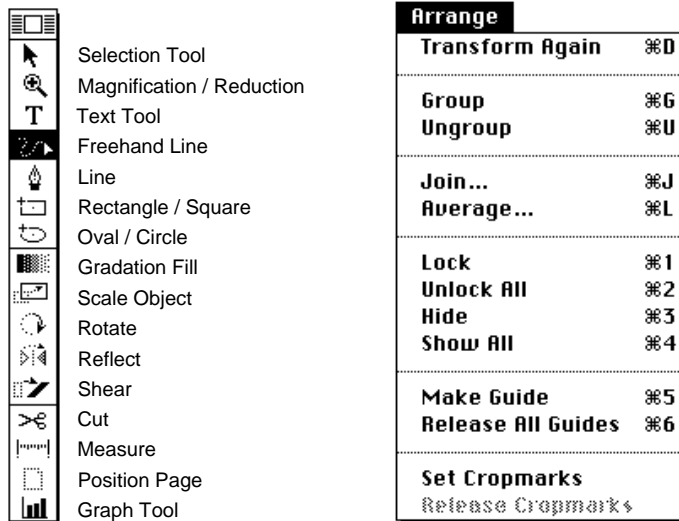 Selection Tool
Magnification / Reduction
T Text Tool
Freehand Line
Line
Rectangle / Square
Oval / Circle
Gradation Fill
Scale Object
Rotate
Reflect
Shear
Cut
Measure
Position Page
Graph Tool
Arrange
Transform Again ⌘D
Group ⌘G
Ungroup ⌘U
Join... ⌘J
Average... ⌘L
Lock ⌘1
Unlock All ⌘2
Hide ⌘3
Show All ⌘4
Make Guide ⌘5
Release All Guides ⌘6
Set Cropmarks
Release Cropmarks